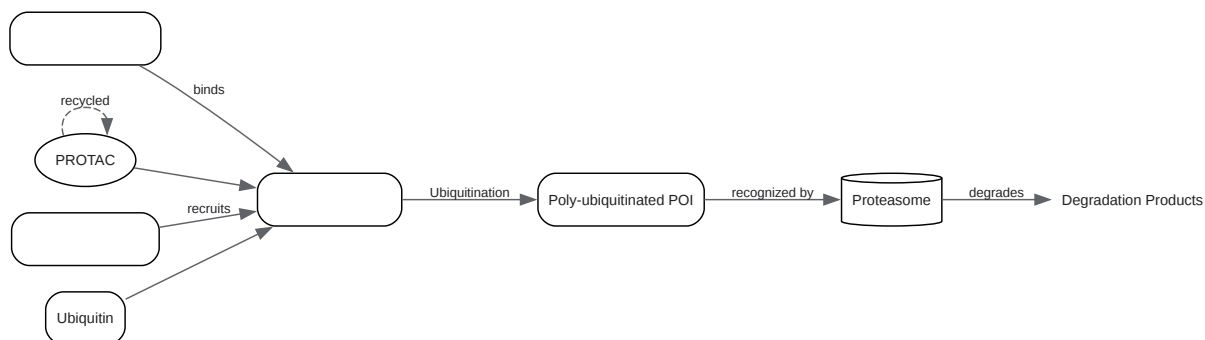 binds
recycled
PROTAC
recruits
Ubiquitin
Ubiquitination
Poly-ubiquitinated POI
recognized by
Proteasome
degrades
Degradation Products